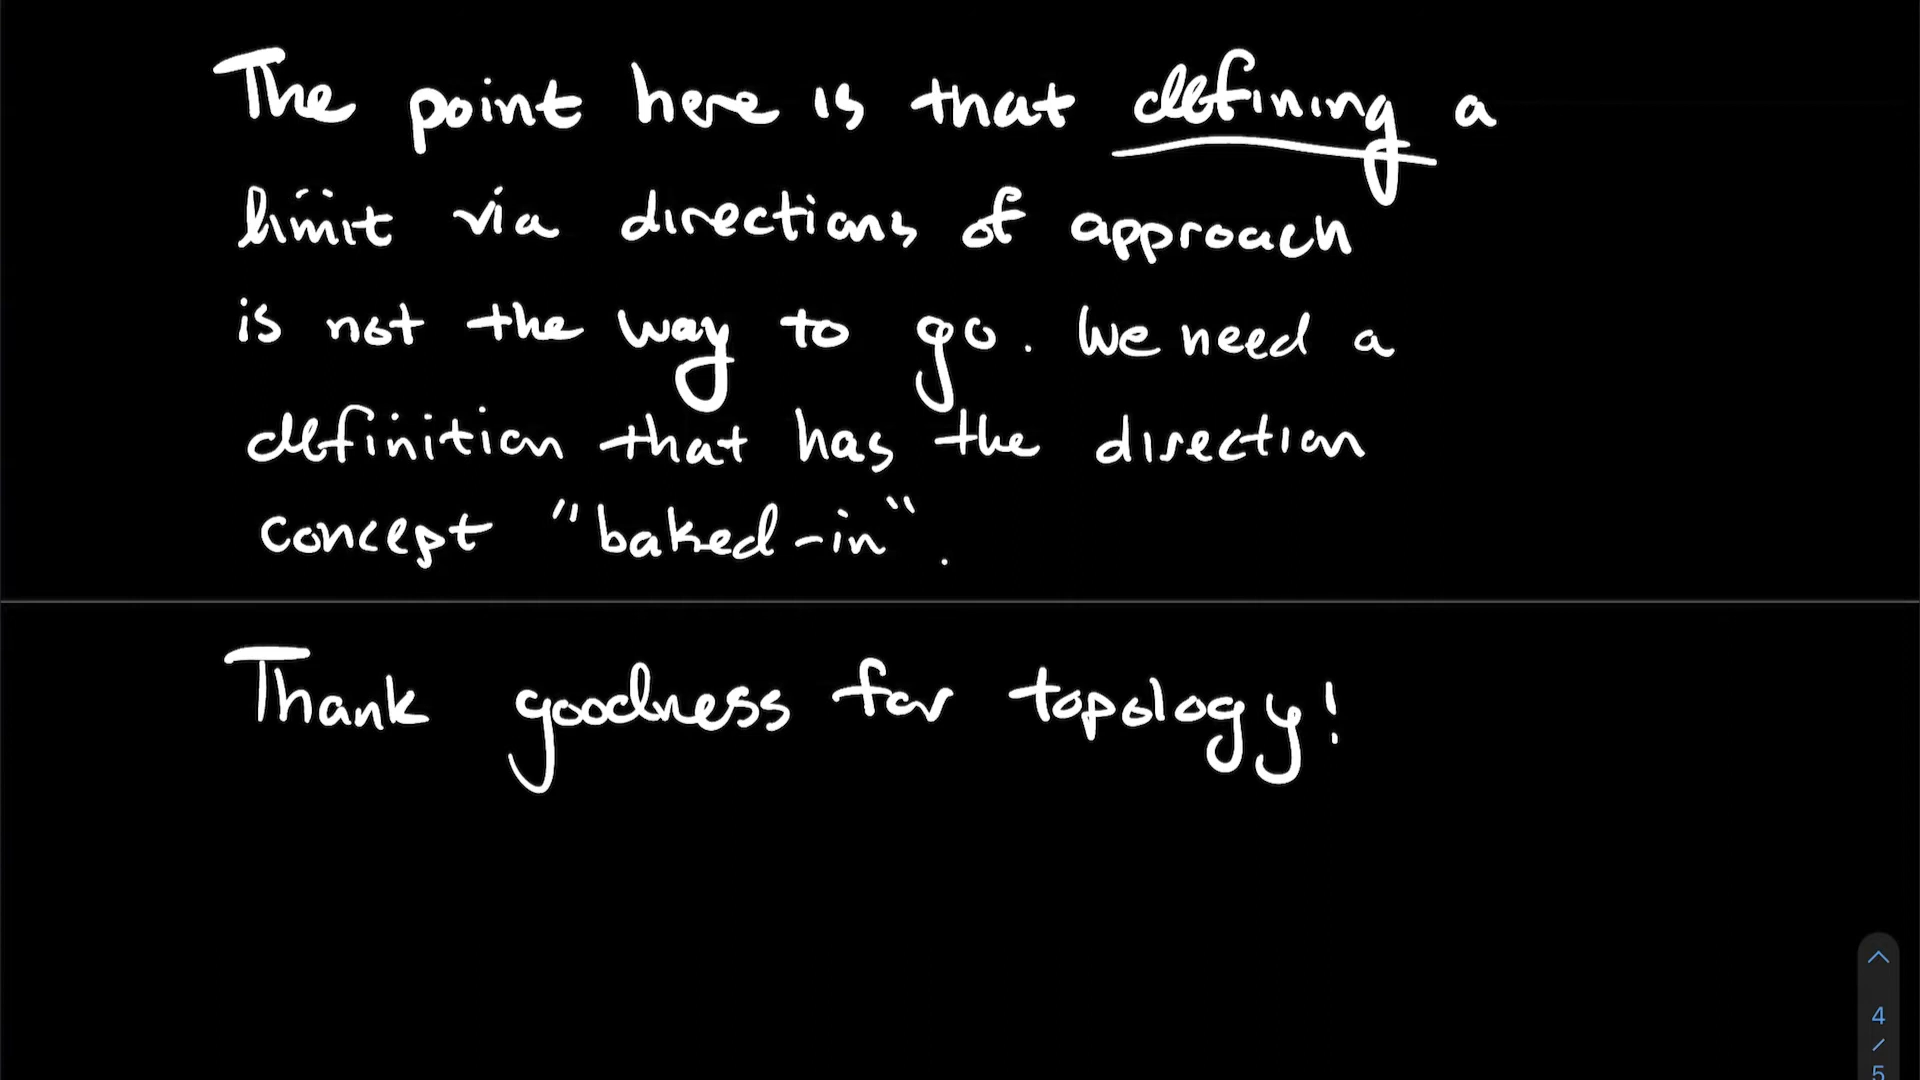 The point here is that defining a
limit via directions of approach
is not the way to go. We need a
definition that has the direction
concept "baked-in".
Thank goodness for topology!
4
/
5